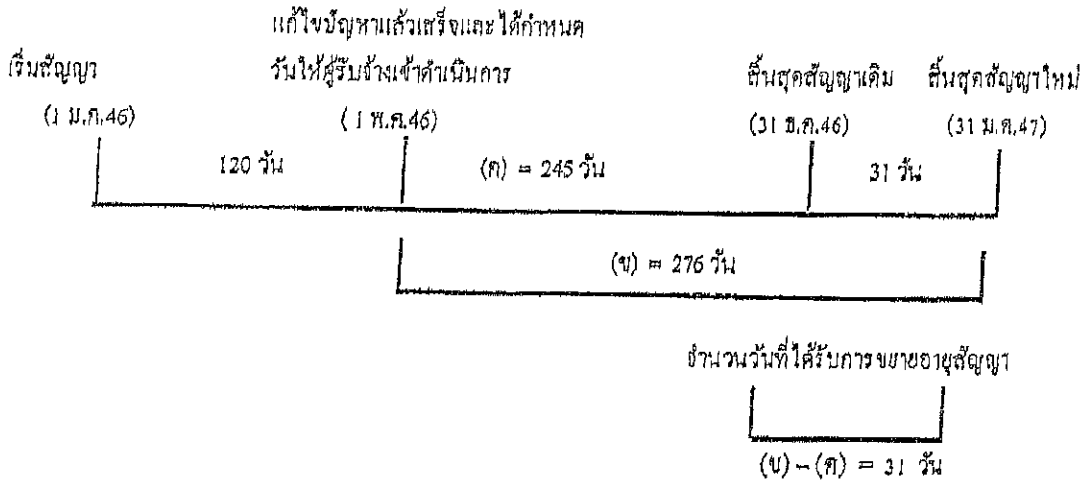 แก้ไขปัญหาแล้วเสร็จและได้กำหนด
เริ่มสัญญา วันให้ผู้รับจ้างเข้าดำเนินการ สิ้นสุดสัญญาเดิม สิ้นสุดสัญญาใหม่
(1 ม.ค.46) (1 พ.ค.46) (31 ธ.ค.46) (31 ม.ค.47)
120 วัน (ค) = 245 วัน 31 วัน
(ข) = 276 วัน
จำนวนวันที่ได้รับการขยายอายุสัญญา
(ข) – (ค) = 31 วัน